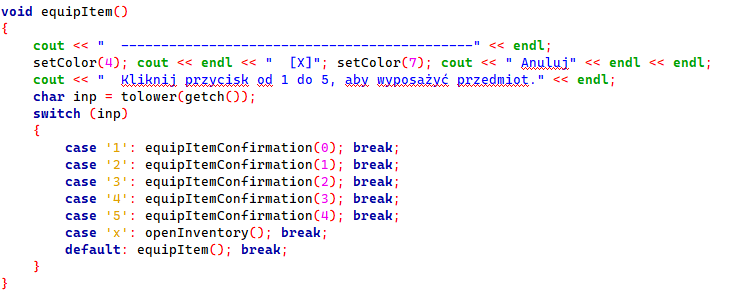 void equipItem()
{
    cout << "  --------------------------------------------" << endl;
    setColor(4); cout << endl << "  [X]"; setColor(7); cout << " Anuluj" << endl << endl;
    cout << "  Kliknij przycisk od 1 do 5, aby wyposażyć przedmiot." << endl;
    char inp = tolower(getch());
    switch (inp)
    {
        case '1': equipItemConfirmation(0); break;
        case '2': equipItemConfirmation(1); break;
        case '3': equipItemConfirmation(2); break;
        case '4': equipItemConfirmation(3); break;
        case '5': equipItemConfirmation(4); break;
        case 'x': openInventory(); break;
        default: equipItem(); break;
    }
}